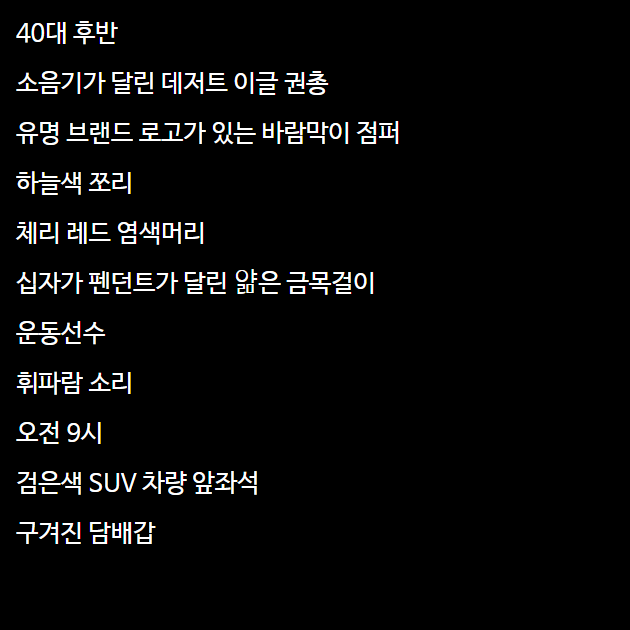 40대 후반
소음기가 달린 데저트 이글 권총
유명 브랜드 로고가 있는 바람막이 점퍼
하늘색 쪼리
체리 레드 염색머리
십자가 펜던트가 달린 얇은 금목걸이
운동선수
휘파람 소리
오전 9시
검은색 SUV 차량 앞좌석
구겨진 담배갑